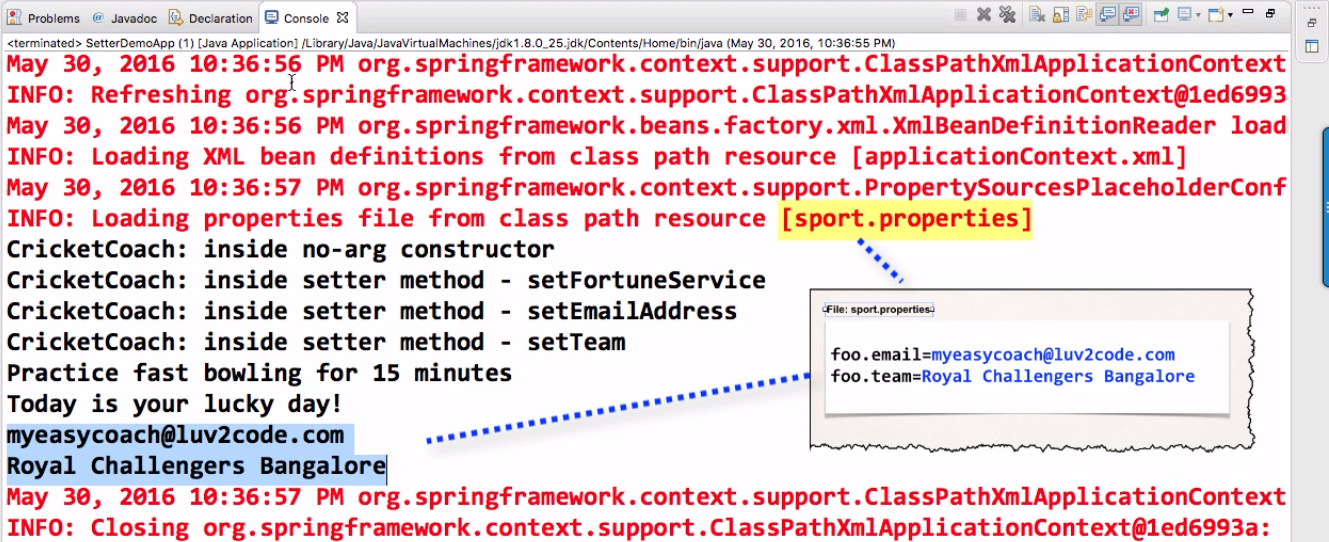 Problems @ Javadoc Declaration Console
<terminated> SetterDemoApp (1) [Java Application] /Library/Java/JavaVirtualMachines/jdk1.8.0_25.jdk/Contents/Home/bin/java (May 30, 2016, 10:36:55 PM)
May 30, 2016 10:36:56 PM org.springframework.context.support.ClassPathXmlApplicationContext
INFO: Refreshing org.springframework.context.support.ClassPathXmlApplicationContext@1ed6993
May 30, 2016 10:36:56 PM org.springframework.beans.factory.xml.XmlBeanDefinitionReader load
INFO: Loading XML bean definitions from class path resource [applicationContext.xml]
May 30, 2016 10:36:57 PM org.springframework.context.support.PropertySourcesPlaceholderConf
INFO: Loading properties file from class path resource [sport.properties]
CricketCoach: inside no-arg constructor
CricketCoach: inside setter method - setFortuneService
CricketCoach: inside setter method - setEmailAddress
CricketCoach: inside setter method - setTeam
Practice fast bowling for 15 minutes
Today is your lucky day!
myeasycoach@luv2code.com
Royal Challengers Bangalore
May 30, 2016 10:36:57 PM org.springframework.context.support.ClassPathXmlApplicationContext
INFO: Closing org.springframework.context.support.ClassPathXmlApplicationContext@1ed6993a:
File: sport.properties
foo.email=myeasycoach@luv2code.com
foo.team=Royal Challengers Bangalore